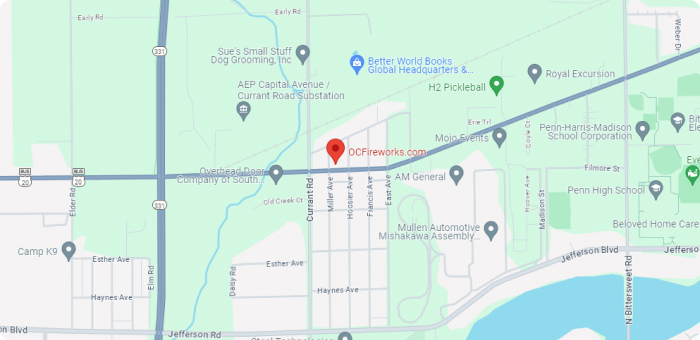 Early Rd
Early Rd
Weber Dr
331
Sue's Small Stuff
Dog Grooming, Inc
Better World Books
Global Headquarters &...
Royal Excursion
AEP Capital Avenue /
Currant Road Substation
H2 Pickleball
Erie Trl
Coyle Ct
Mojo Events
Penn-Harris-Madison
School Corporation
Bit
Ele
OCFireworks.com
Overhead Door
Company of South...
BUS
20
BUS
20
Filmore St
Eve
AM General
Penn High School
Elder Rd
Currant Rd
Miller Ave
Hoosier Ave
Francis Ave
East Ave
Hoover Ave
Madison St
331
Old Creek Ct
Mullen Automotive
Mishakawa Assembly...
Beloved Home Care
Camp K9
Jefferson Blvd
Jefferso
Esther Ave
Esther Ave
Elm Rd
Daisy Rd
N Bittersweet Rd
Haynes Ave
Haynes Ave
on Blvd
Jefferson Rd